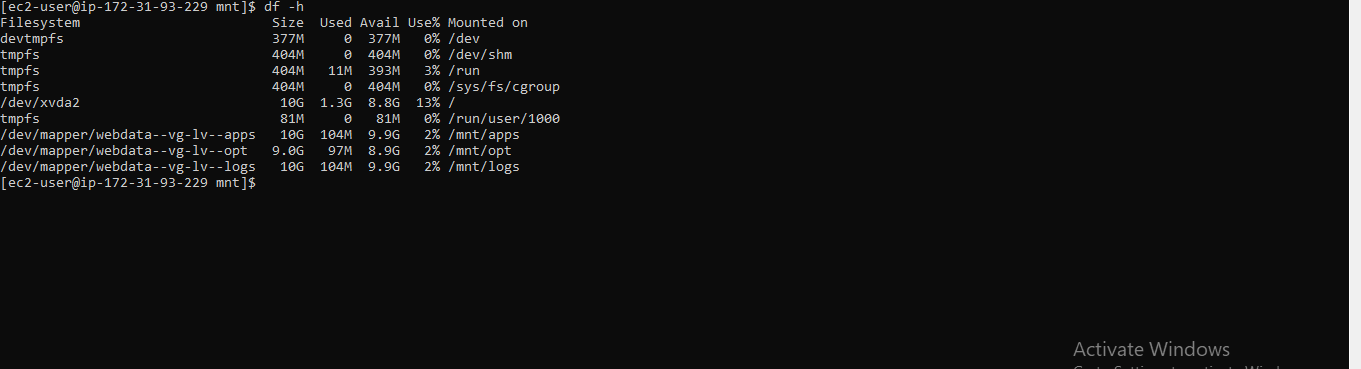 [ec2-user@ip-172-31-93-229 mnt]$ df -h
Filesystem                         Size  Used Avail Use% Mounted on
devtmpfs                           377M     0  377M   0% /dev
tmpfs                              404M     0  404M   0% /dev/shm
tmpfs                              404M   11M  393M   3% /run
tmpfs                              404M     0  404M   0% /sys/fs/cgroup
/dev/xvda2                          10G  1.3G  8.8G  13% /
tmpfs                               81M     0   81M   0% /run/user/1000
/dev/mapper/webdata--vg-lv--apps    10G  104M  9.9G   2% /mnt/apps
/dev/mapper/webdata--vg-lv--opt    9.0G   97M  8.9G   2% /mnt/opt
/dev/mapper/webdata--vg-lv--logs    10G  104M  9.9G   2% /mnt/logs
[ec2-user@ip-172-31-93-229 mnt]$
Activate Windows